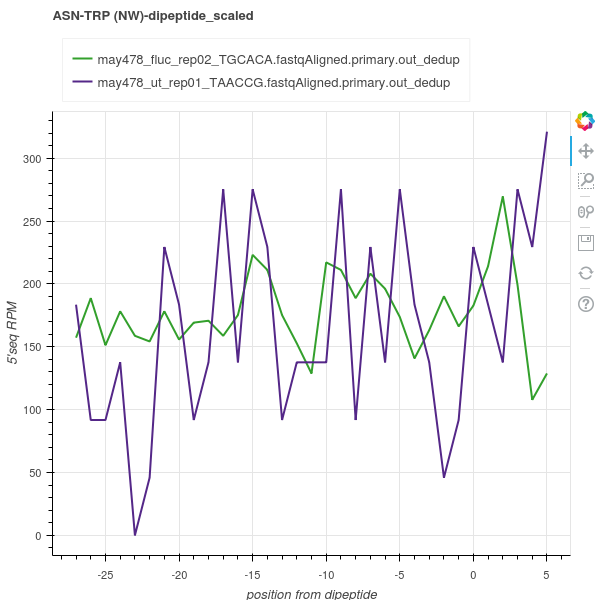 ASN-TRP (NW)-dipeptide_scaled
may478_fluc_rep02_TGCACA.fastqAligned.primary.out_dedup
may478_ut_rep01_TAACCG.fastqAligned.primary.out_dedup
300
250
200
150
100
50
0
5'seq RPM
-25
-20
-15
-10
-5
0
5
position from dipeptide